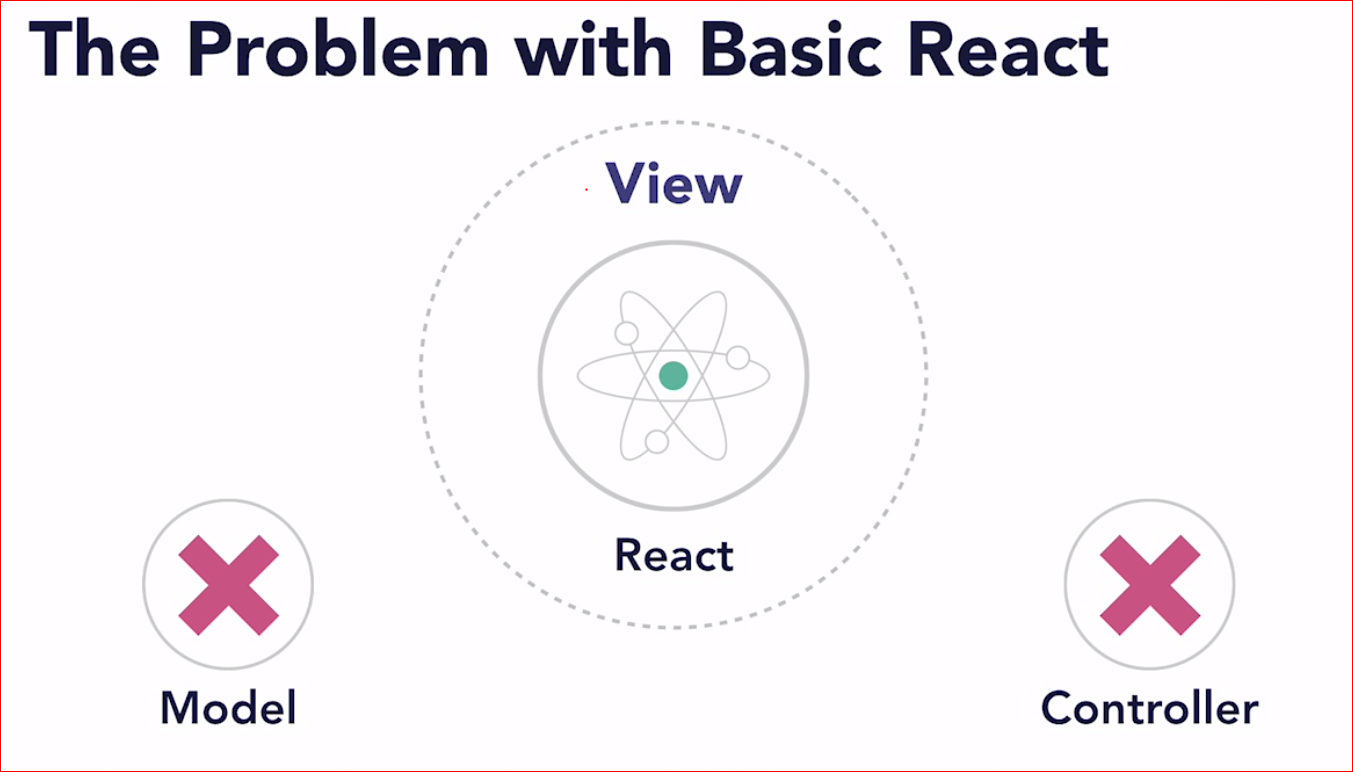 The Problem with Basic React
View
React
Model
Controller